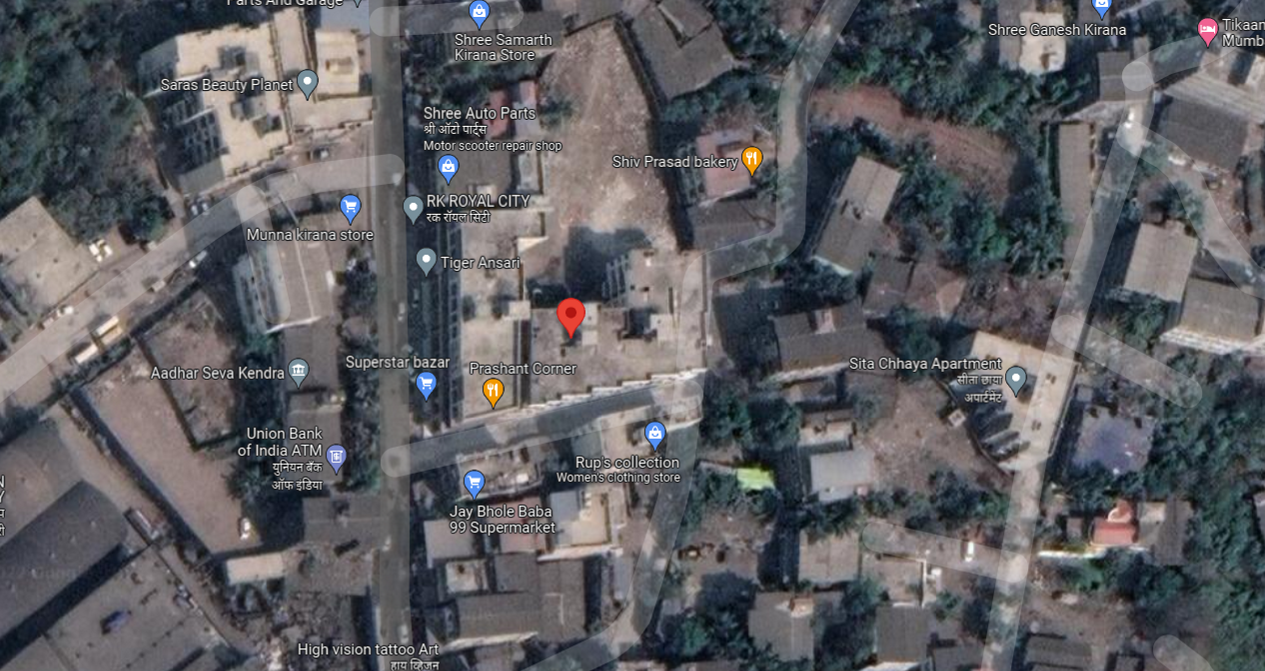 Parts And Garage
Shree Samarth
Kirana Store
Shree Ganesh Kirana
Tikaan
Mumb
Saras Beauty Planet
Shree Auto Parts
श्री ऑटो पार्ट्स
Motor scooter repair shop
Shiv Prasad bakery
RK ROYAL CITY
रक रॉयल सिटी
Munna kirana store
Tiger Ansari
Superstar bazar
Prashant Corner
Aadhar Seva Kendra
Sita Chhaya Apartment
सीता छाया
अपार्टमेंट
Union Bank
of India ATM
युनियन बैंक
ऑफ इंडिया
Rup's collection
Women's clothing store
N
Y
Jay Bhole Baba
99 Supermarket
High vision tattoo Art
हाय व्हिजन